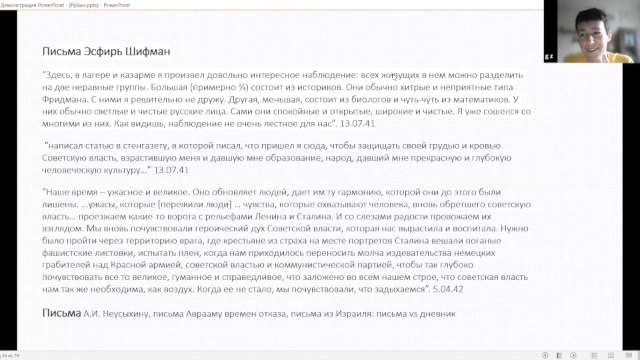 Демонстрация PowerPoint - [Рубан.pptx] - PowerPoint
g z
Письма Эсфирь Шифман
"Здесь, в лагере и казарме я произвел довольно интересное наблюдение: всех живущих в нем можно разделить
на две неравные группы. Большая (примерно ⅔) состоит из историков. Они обычно хитрые и неприятные типа
Фридмана. С ними я решительно не дружу. Другая, меньшая, состоит из биологов и чуть-чуть из математиков. У
них обычно светлые и чистые русские лица. Сами они спокойные и открытые, широкие и чистые. Я уже сошелся со
многими из них. Как видишь, наблюдение не очень лестное для нас". 13.07.41
"написал статью в стенгазету, в которой писал, что пришел я сюда, чтобы защищать своей грудью и кровью
Советскую власть, взрастившую меня и давшую мне образование, народ, давший мне прекрасную и глубокую
человеческую культуру…" 13.07.41
"Наше время – ужасное и великое. Оно обновляет людей, дает им ту гармонию, которой они до этого были
лишены. …ужасы, которые [пережили люди] … чувства, которые охватывают человека, вновь обретшего советскую
власть… проезжаем какие-то ворота с рельефами Ленина и Сталина. И со слезами радости провожаем их
взглядом. Мы вновь почувствовали героический дух Советской власти, которая нас вырастила и воспитала. Нужно
было пройти через территорию врага, где крестьяне из страха на месте портретов Сталина вешали поганые
фашистские листовки, испытать плен, когда нам приходилось переносить молча издевательства немецких
грабителей над Красной армией, советской властью и коммунистической партией, чтобы так глубоко
почувствовать все то великое, гуманное и справедливое, что заложено во всем нашем строе, что советская власть
нам так же необходима, как воздух. Когда ее не стало, мы почувствовали, что задыхаемся". 5.04.42
Письма А.И. Неусыхину, письма Аврааму времен отказа, письма из Израиля: письма vs дневник